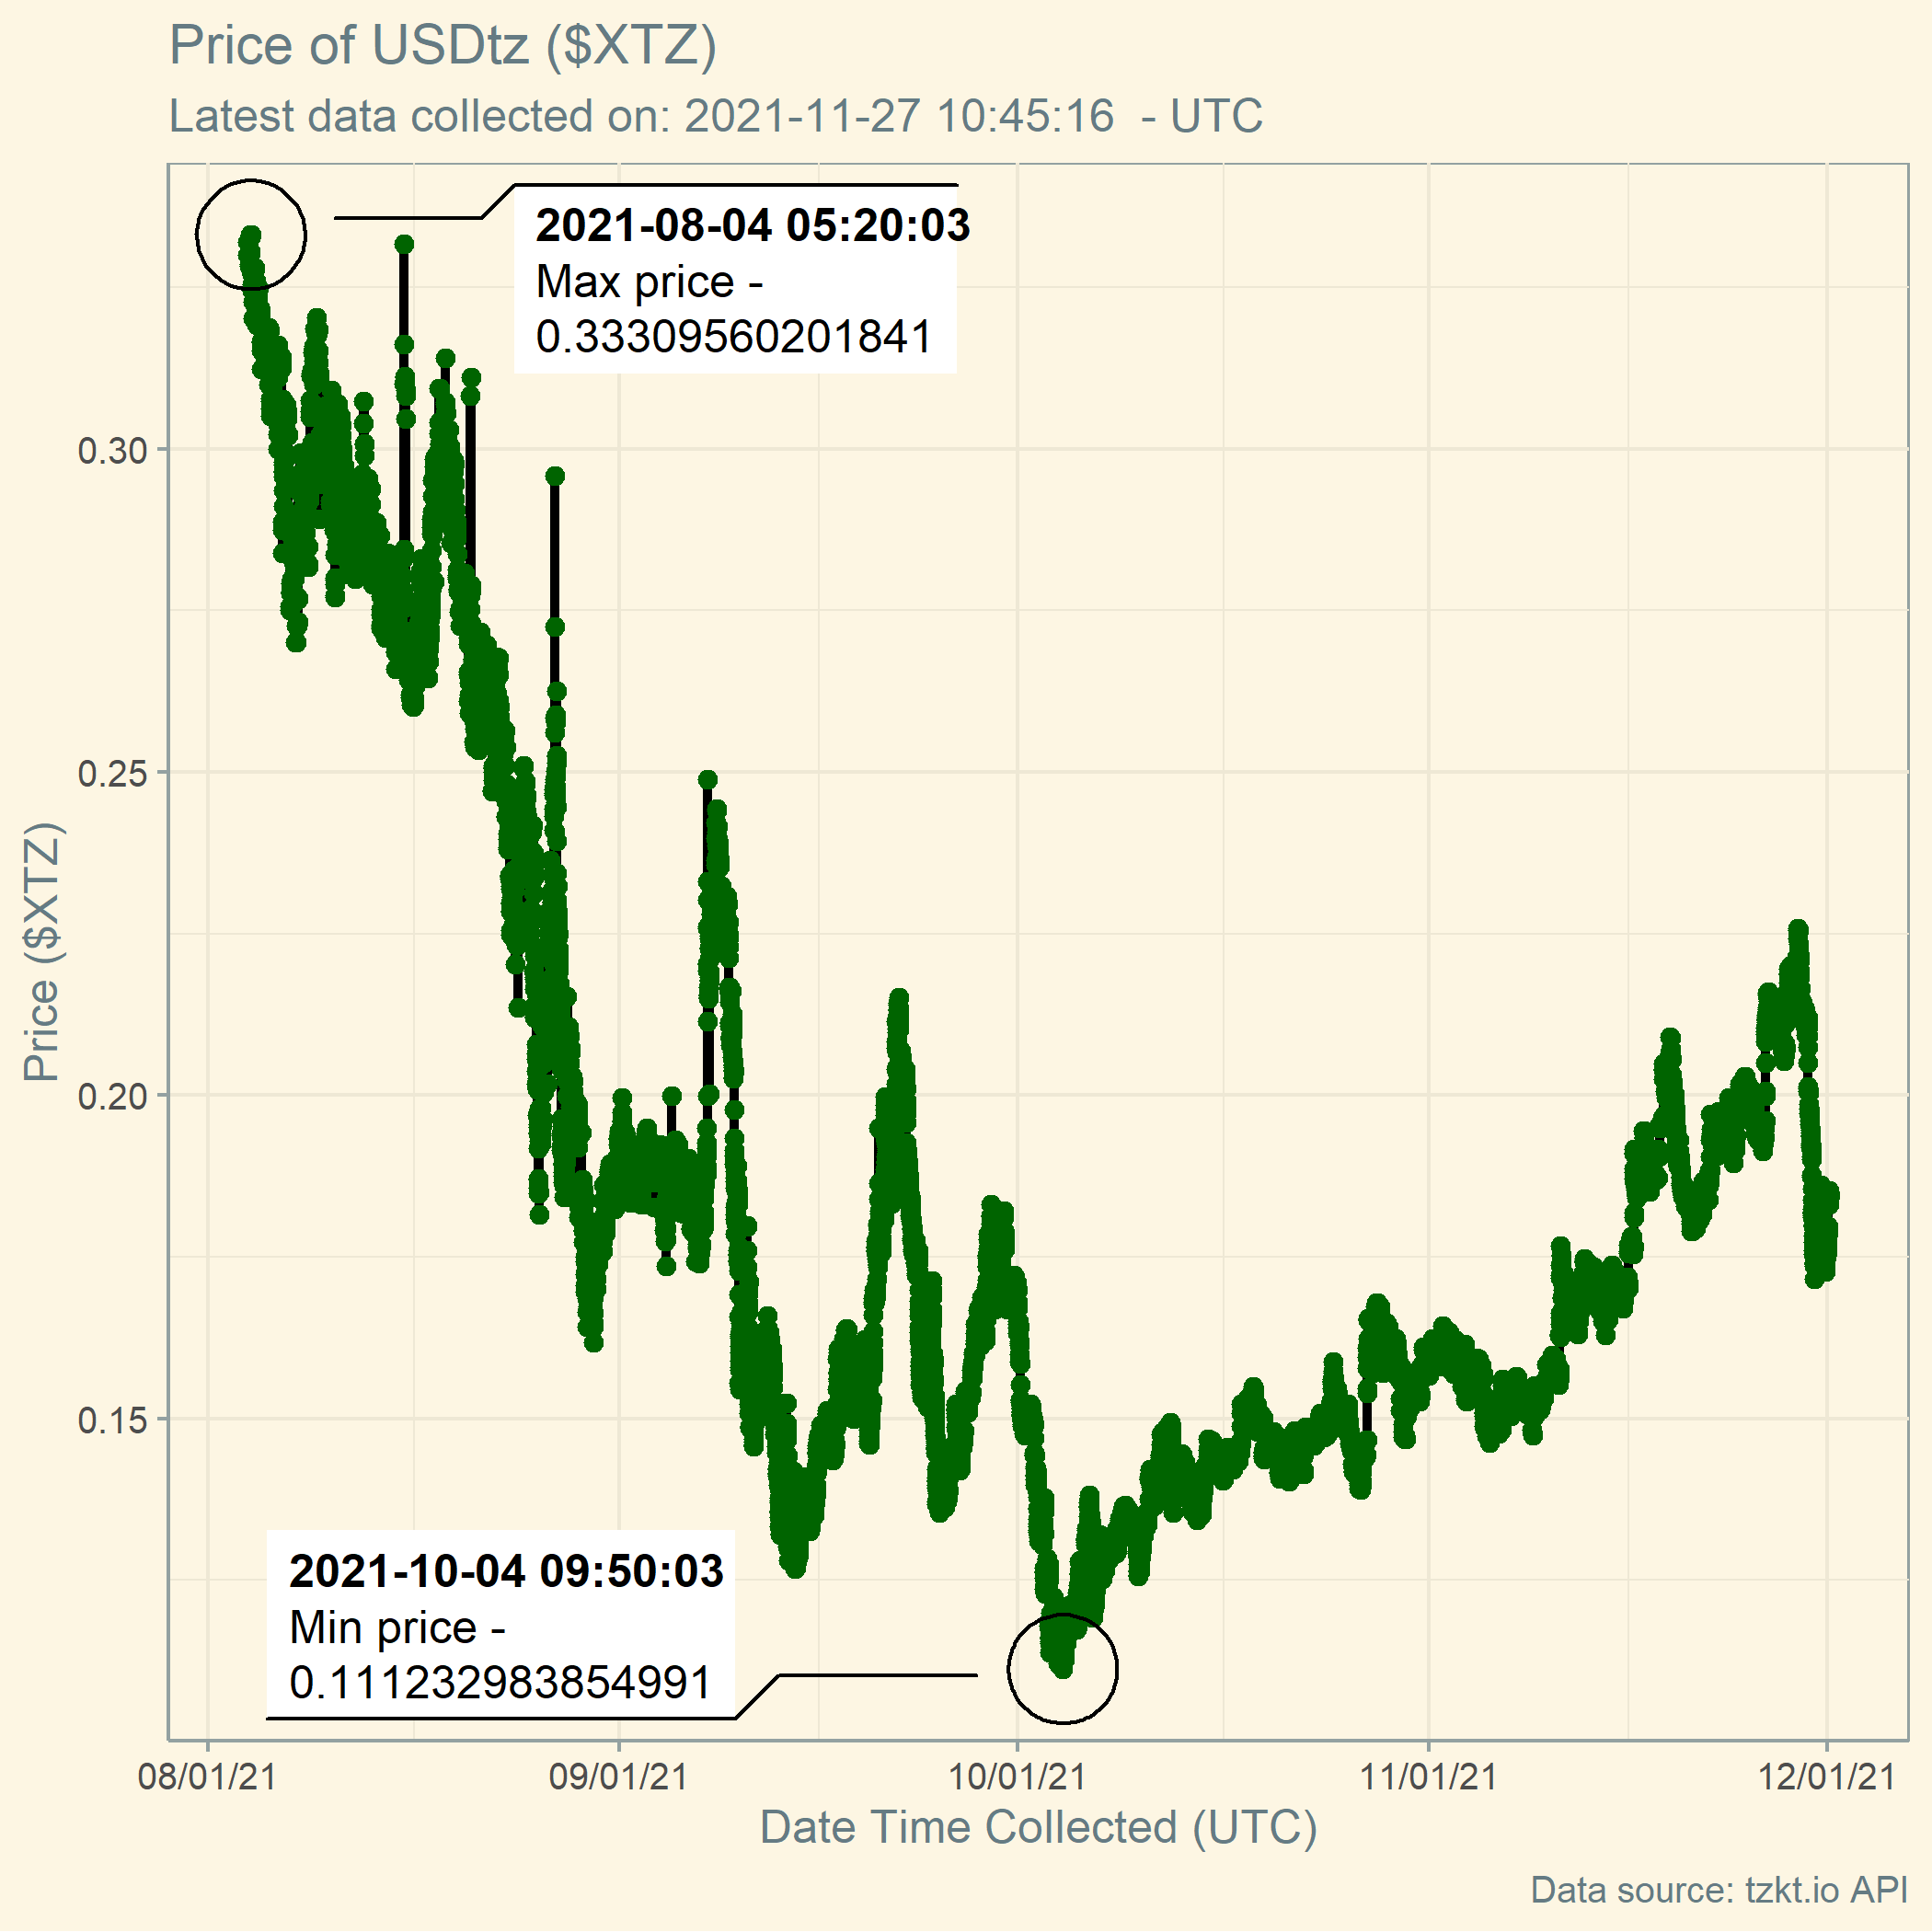 Price of USDtz ($XTZ)
Latest data collected on: 2021-11-27 10:45:16  - UTC
2021-08-04 05:20:03
Max price -
0.33309560201841
0.30
0.25
0.20
0.15
Price ($XTZ)
2021-10-04 09:50:03
Min price -
0.111232983854991
08/01/21
09/01/21
10/01/21
11/01/21
12/01/21
Date Time Collected (UTC)
Data source: tzkt.io API